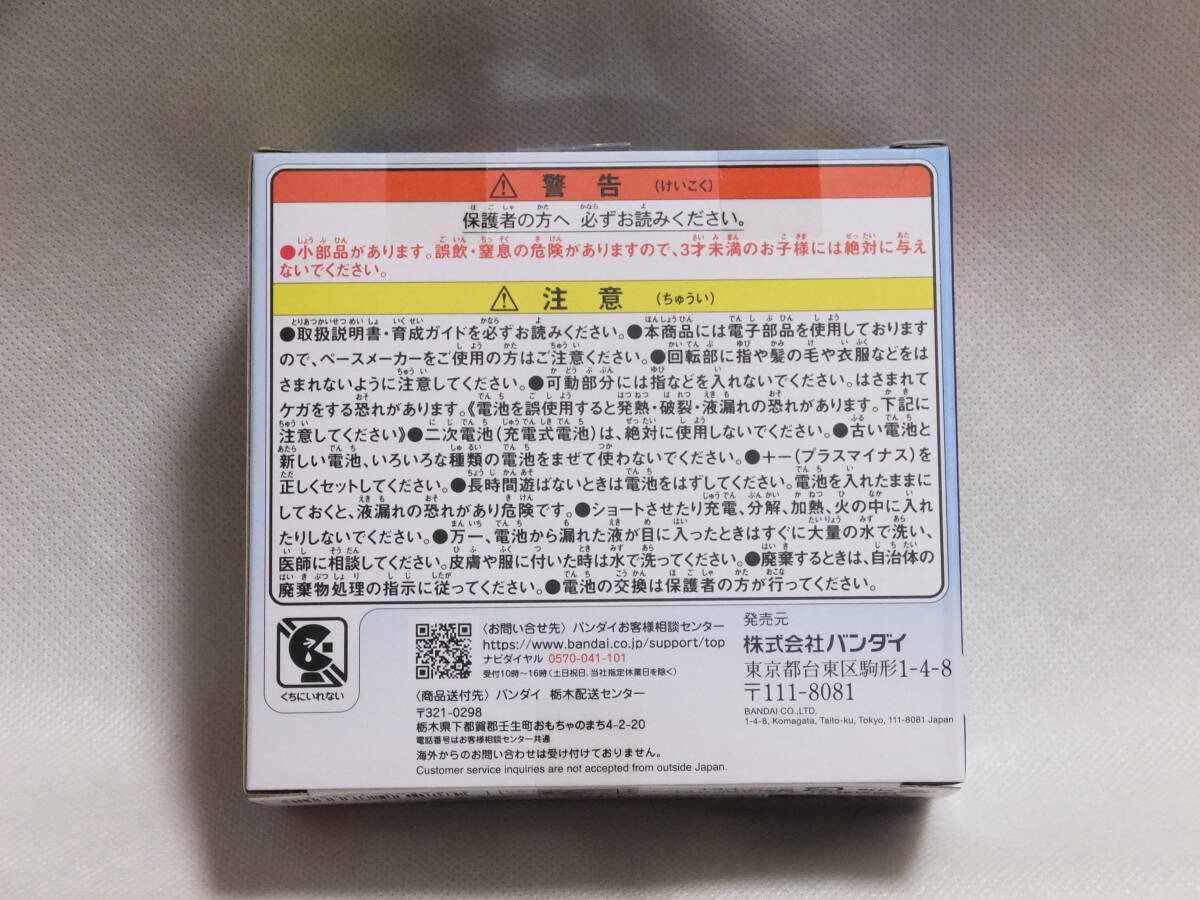 ⚠ 警告 (けいこく)
保護者の方へ 必ずお読みください。
●小部品があります。誤飲・窒息の危険がありますので、3才未満のお子様には絶対に与え
ないでください。
⚠ 注意 (ちゅうい)
●取扱説明書・育成ガイドを必ずお読みください。●本商品には電子部品を使用しております
ので、ペースメーカーをご使用の方はご注意ください。●回転部に指や髪の毛や衣服などをは
さまれないように注意してください。●可動部分には指などを入れないでください。はさまれて
ケガをする恐れがあります。《電池を誤使用すると発熱・破裂・液漏れの恐れがあります。下記に
注意してください》●二次電池(充電式電池)は、絶対に使用しないでください。●古い電池と
新しい電池、いろいろな種類の電池をまぜて使わないでください。●+−(プラスマイナス)を
正しくセットしてください。●長時間遊ばないときは電池をはずしてください。電池を入れたままに
しておくと、液漏れの恐れがあり危険です。●ショートさせたり充電、分解、加熱、火の中に入れ
たりしないでください。●万一、電池から漏れた液が目に入ったときはすぐに大量の水で洗い、
医師に相談してください。皮膚や服に付いた時は水で洗ってください。●廃棄するときは、自治体の
廃棄物処理の指示に従ってください。●電池の交換は保護者の方が行ってください。
くちにいれない
〈お問い合せ先〉バンダイお客様相談センター
https://www.bandai.co.jp/support/top
ナビダイヤル 0570-041-101
受付10時〜16時(土日祝日、当社指定休業日を除く)
〈商品送付先〉バンダイ 栃木配送センター
〒321-0298
栃木県下都賀郡壬生町おもちゃのまち4-2-20
電話番号はお客様相談センター共通
海外からのお問い合わせは受け付けておりません。
Customer service inquiries are not accepted from outside Japan.
発売元
株式会社バンダイ
東京都台東区駒形1-4-8
〒111-8081
BANDAI CO.,LTD.
1-4-8, Komagata, Taito-ku, Tokyo, 111-8081 Japan